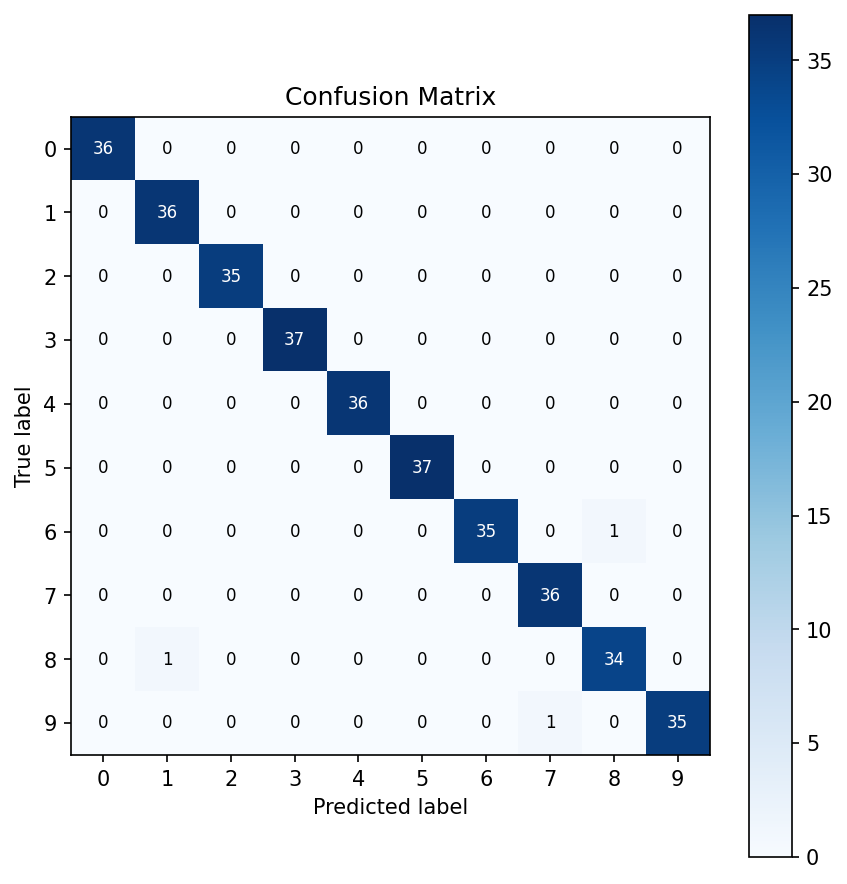 Confusion Matrix
0 36 0 0 0 0 0 0 0 0 0
1 0 36 0 0 0 0 0 0 0 0
2 0 0 35 0 0 0 0 0 0 0
3 0 0 0 37 0 0 0 0 0 0
4 0 0 0 0 36 0 0 0 0 0
5 0 0 0 0 0 37 0 0 0 0
6 0 0 0 0 0 0 35 0 1 0
7 0 0 0 0 0 0 0 36 0 0
8 0 1 0 0 0 0 0 0 34 0
9 0 0 0 0 0 0 0 1 0 35
0 1 2 3 4 5 6 7 8 9
Predicted label
True label
35
30
25
20
15
10
5
0